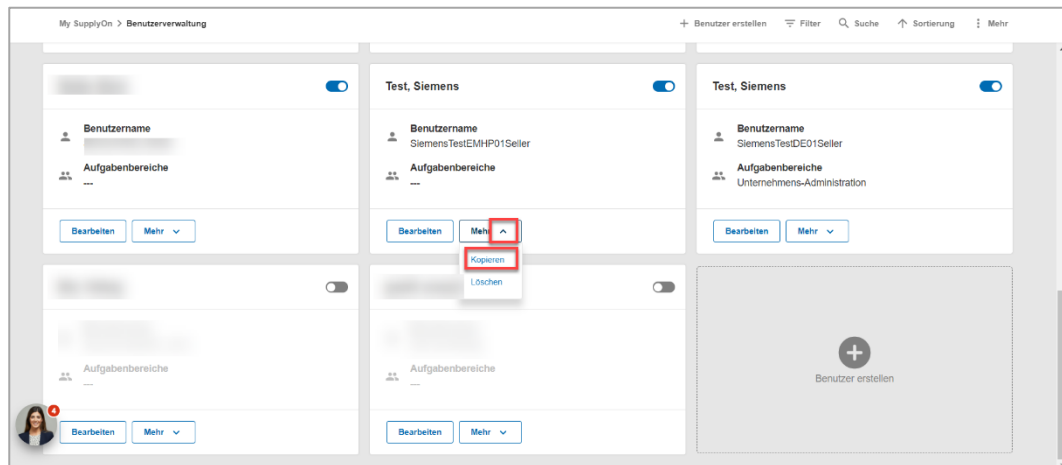 My SupplyOn > Benutzerverwaltung
+ Benutzer erstellen Filter Suche Sortierung Mehr
Test, Siemens
Test, Siemens
Benutzername
Benutzername
SiemensTestEMHP01Seller
Benutzername
SiemensTestDE01Seller
Aufgabenbereiche
---
Aufgabenbereiche
---
Aufgabenbereiche
Unternehmens-Administration
Bearbeiten Mehr
Bearbeiten Mehr
Bearbeiten Mehr
Kopieren
Löschen
Aufgabenbereiche
---
Aufgabenbereiche
---
Benutzer erstellen
4
Bearbeiten Mehr
Bearbeiten Mehr